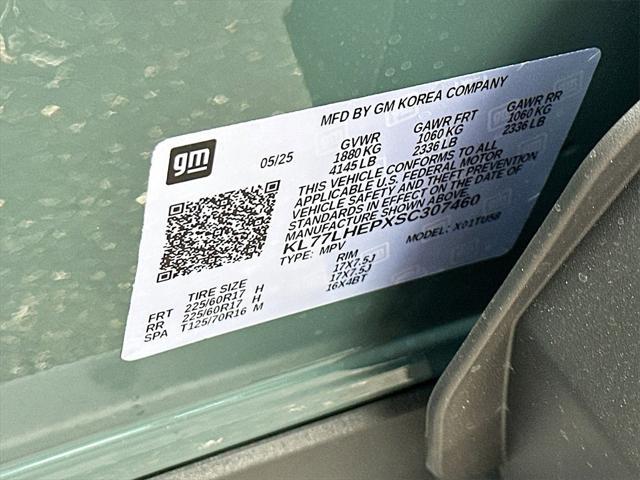 MFD BY GM KOREA COMPANY
gm
05/25
GVWR GAWR FRT GAWR RR
1880 KG 1060 KG 1060 KG
4145 LB 2336 LB 2336 LB
THIS VEHICLE CONFORMS TO ALL
APPLICABLE U.S. FEDERAL MOTOR
VEHICLE SAFETY AND THEFT PREVENTION
STANDARDS IN EFFECT ON THE DATE OF
MANUFACTURE SHOWN ABOVE.
KL77LHEPXSC307460
TYPE: MPV MODEL: X01TU58
TIRE SIZE RIM
FRT 225/60R17 H 17X7.5J
RR 225/60R17 H 17X7.5J
SPA T125/70R16 M 16X4BT